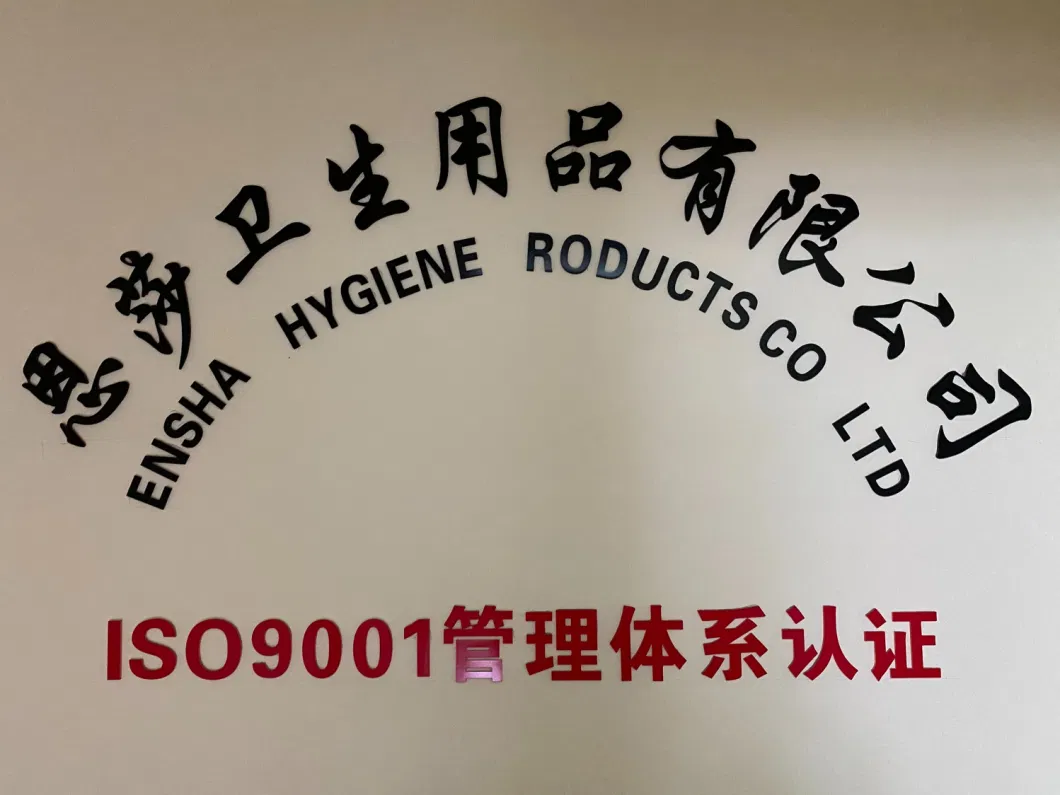 恩莎卫生用品有限公司
ENSHA HYGIENE RODUCTS CO LTD
ISO9001管理体系认证